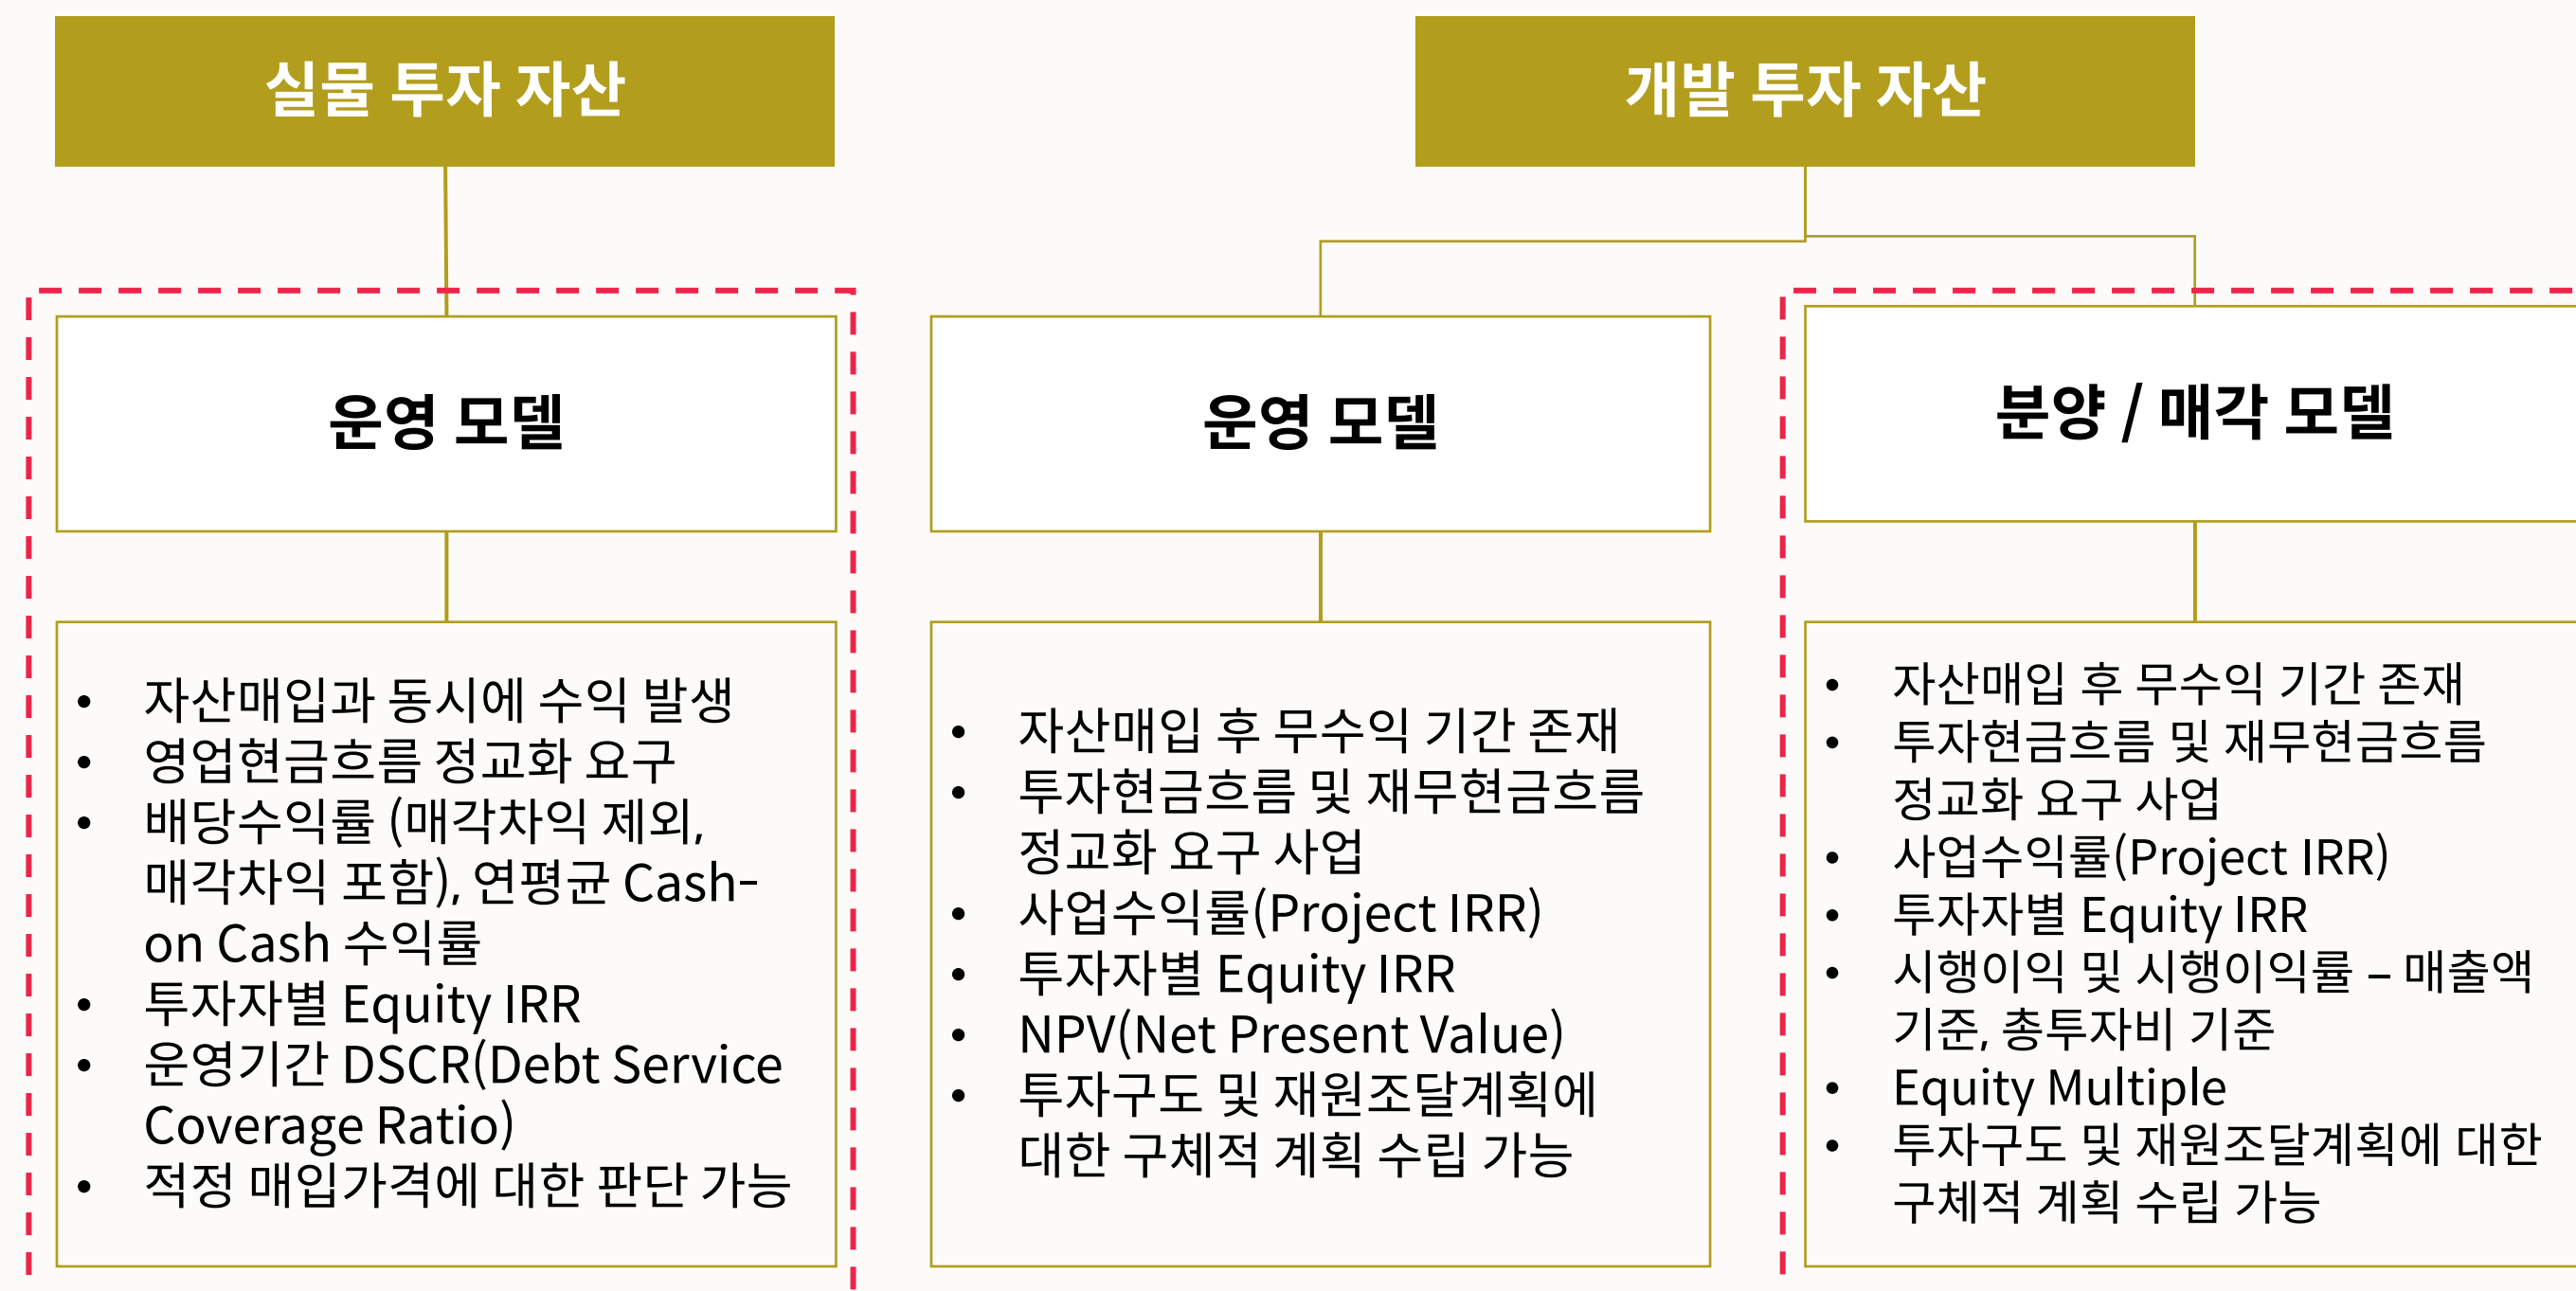 실물 투자 자산
개발 투자 자산
운영 모델
운영 모델
분양 / 매각 모델
• 자산매입과 동시에 수익 발생
• 영업현금흐름 정교화 요구
• 배당수익률 (매각차익 제외,
매각차익 포함), 연평균 Cash-
on Cash 수익률
• 투자자별 Equity IRR
• 운영기간 DSCR(Debt Service
Coverage Ratio)
• 적정 매입가격에 대한 판단 가능
• 자산매입 후 무수익 기간 존재
• 투자현금흐름 및 재무현금흐름
정교화 요구 사업
• 사업수익률(Project IRR)
• 투자자별 Equity IRR
• NPV(Net Present Value)
• 투자구도 및 재원조달계획에
대한 구체적 계획 수립 가능
• 자산매입 후 무수익 기간 존재
• 투자현금흐름 및 재무현금흐름
정교화 요구 사업
• 사업수익률(Project IRR)
• 투자자별 Equity IRR
• 시행이익 및 시행이익률 – 매출액
기준, 총투자비 기준
• Equity Multiple
• 투자구도 및 재원조달계획에 대한
구체적 계획 수립 가능